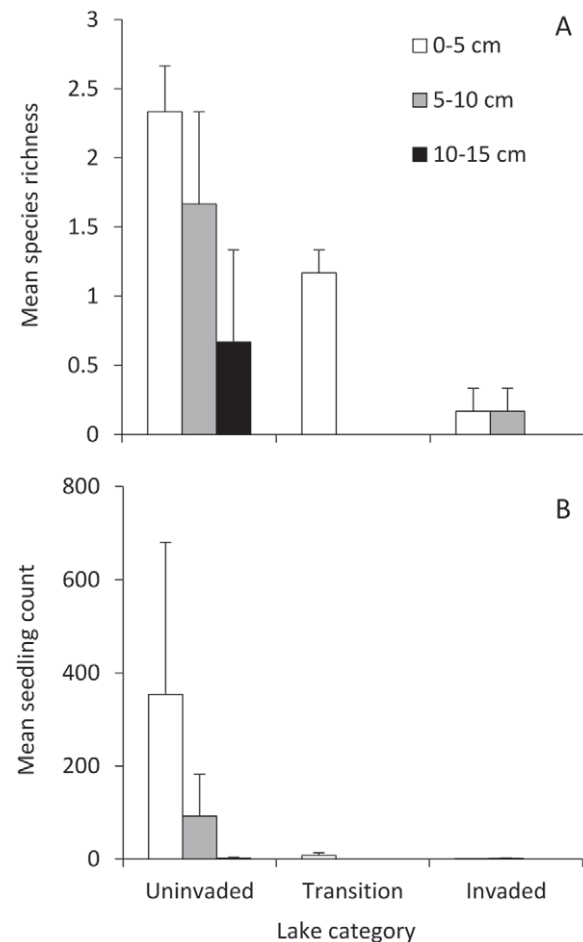 A
Mean species richness
3
2.5
2
1.5
1
0.5
0
0-5 cm
5-10 cm
10-15 cm
B
Mean seedling count
800
600
400
200
0
Uninvaded Transition Invaded
Lake category